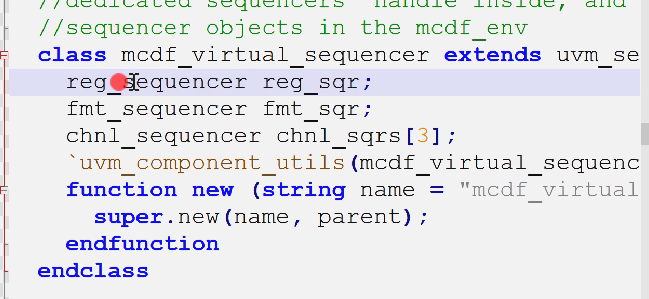 //dedicated sequencers' handle inside, and
//sequencer objects in the mcdf_env
class mcdf_virtual_sequencer extends uvm_se
reg_sequencer reg_sqr;
fmt_sequencer fmt_sqr;
chnl_sequencer chnl_sqrs[3];
`uvm_component_utils(mcdf_virtual_sequenc
function new (string name = "mcdf_virtual
super.new(name, parent);
endfunction
endclass